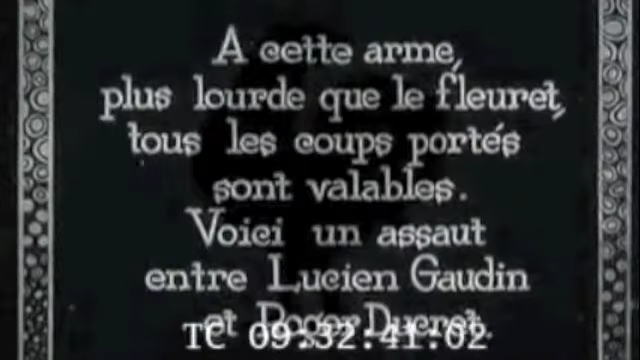 A cette arme,
plus lourde que le fleuret,
tous les coups portés
sont valables.
Voici un assaut
entre Lucien Gaudin
et Roger Ducret.
TC 09:32:41:02